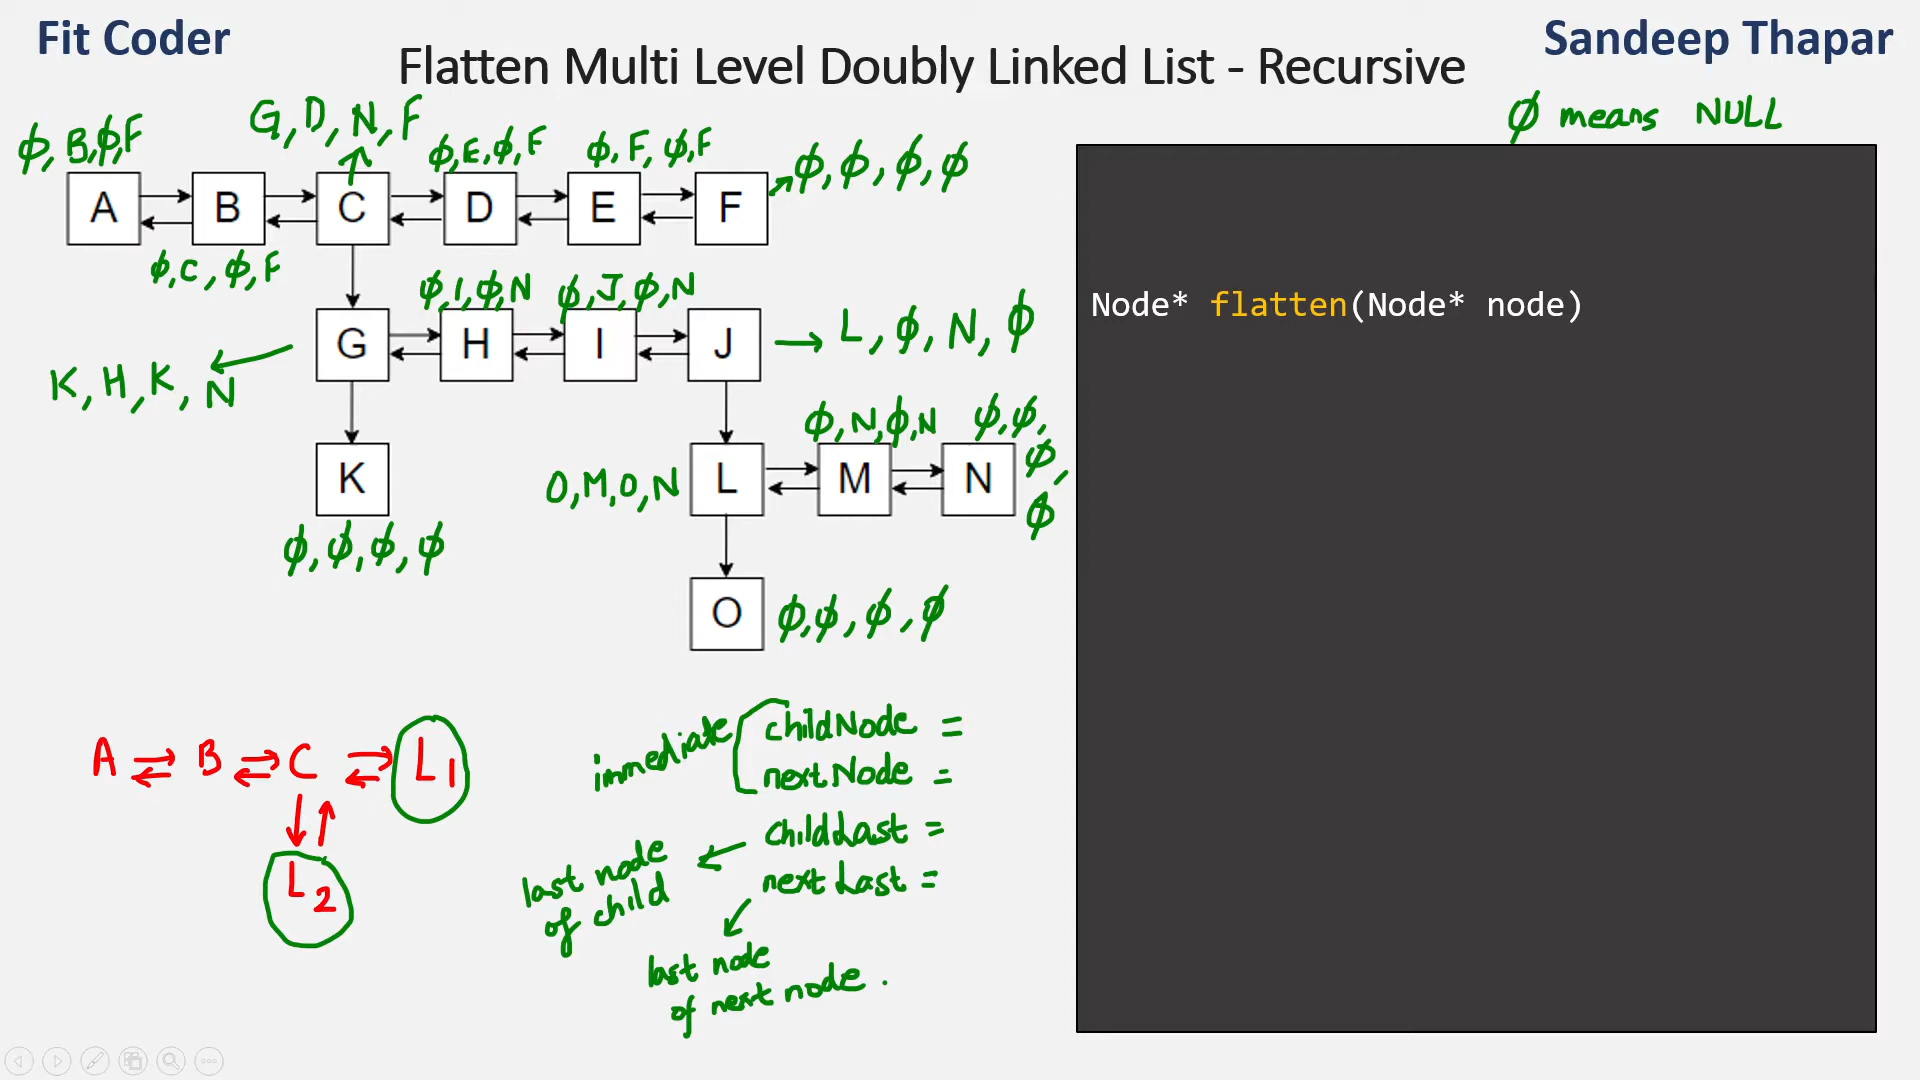 Fit Coder
Sandeep Thapar
Flatten Multi Level Doubly Linked List - Recursive
ϕ means NULL
G, D, N, F
ϕ, B, ϕ, F
ϕ, E, ϕ, F
ϕ, F, ϕ, F
ϕ, ϕ, ϕ, ϕ
A B C D E F
ϕ, C, ϕ, F
ϕ, I, ϕ, N
ϕ, J, ϕ, N
Node* flatten(Node* node)
G H I J
L, ϕ, N, ϕ
K, H, K, N
ϕ, N, ϕ, N
ϕ, ϕ,
ϕ,
ϕ
K
O, M, O, N
L M N
ϕ, ϕ, ϕ, ϕ
O
ϕ, ϕ, ϕ, ϕ
A B C L1
L2
immediate
childNode =
nextNode =
childLast =
nextLast =
last node
of child
last node
of next node .